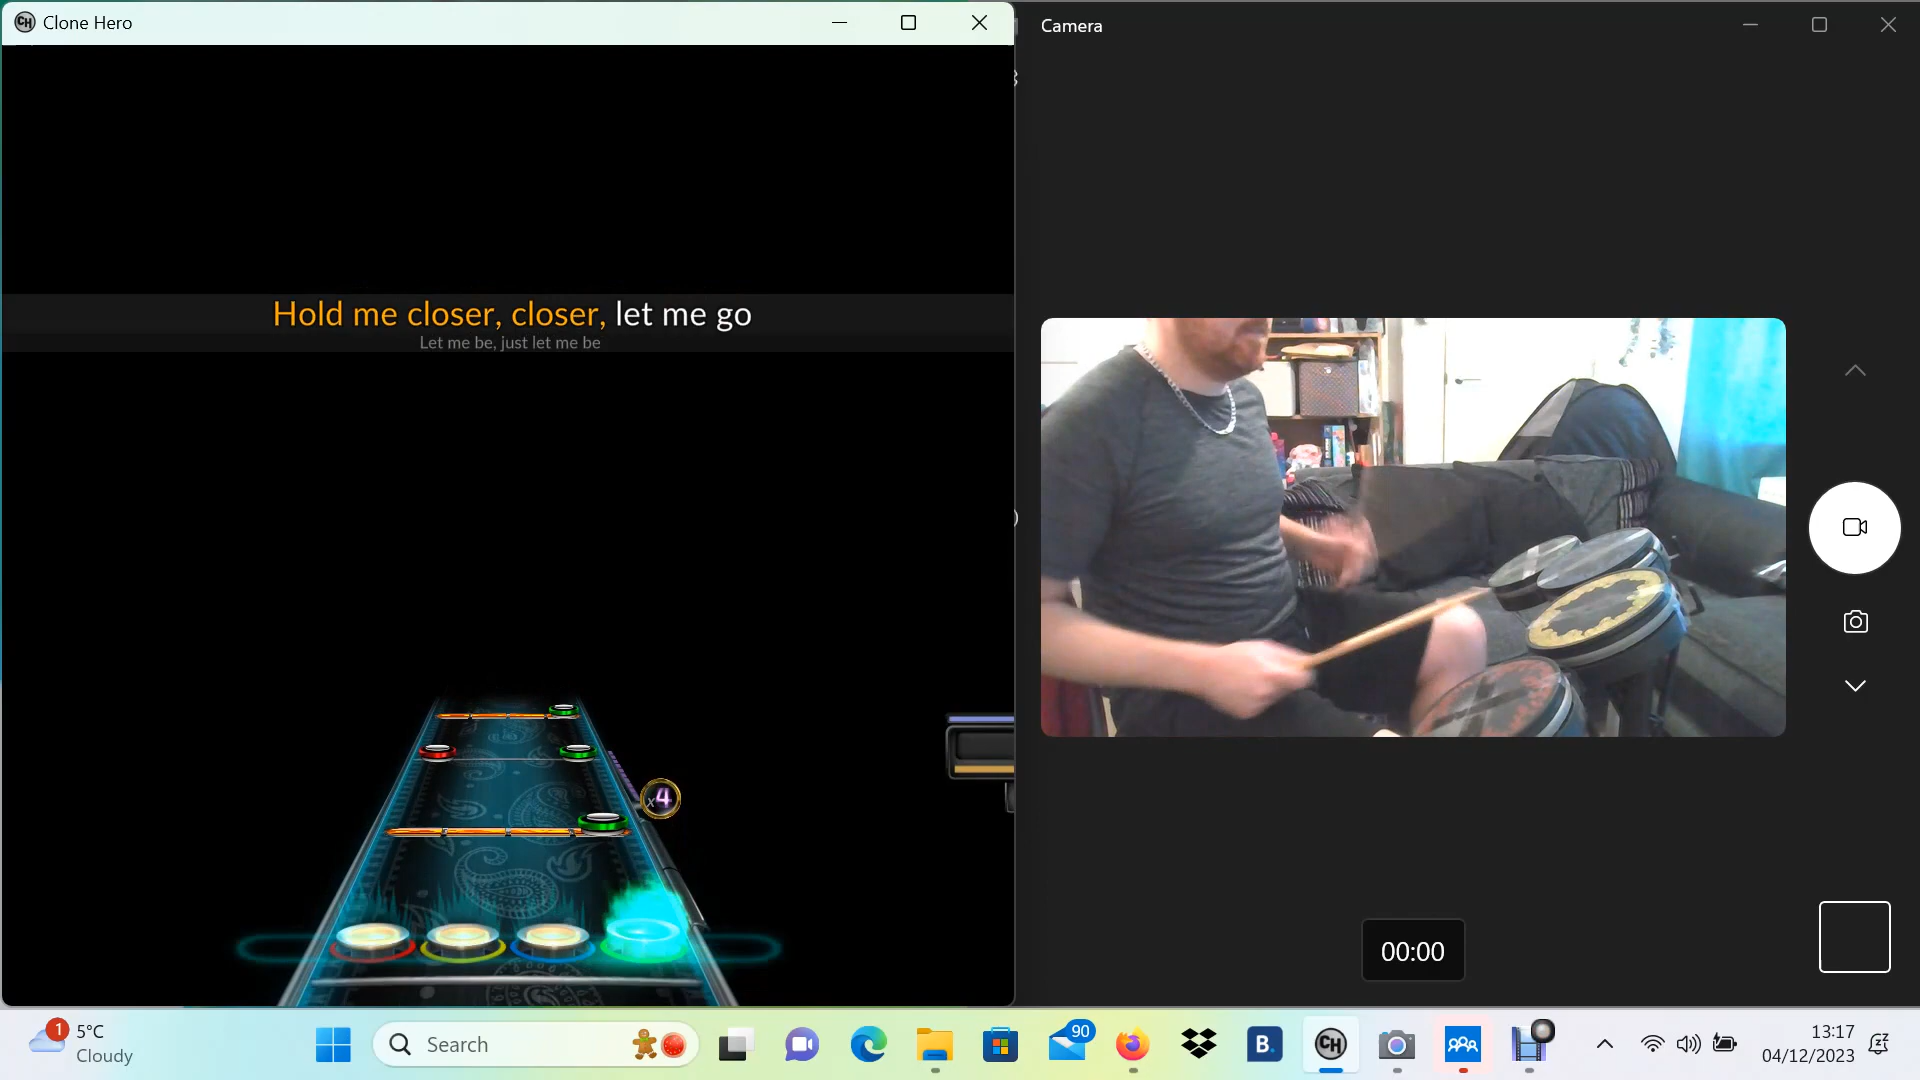 CH Clone Hero
Camera
Hold me closer, closer, let me go
Let me be, just let me be
x4
00:00
1
5°C
Cloudy
Search
90
B.
CH
13:17
04/12/2023